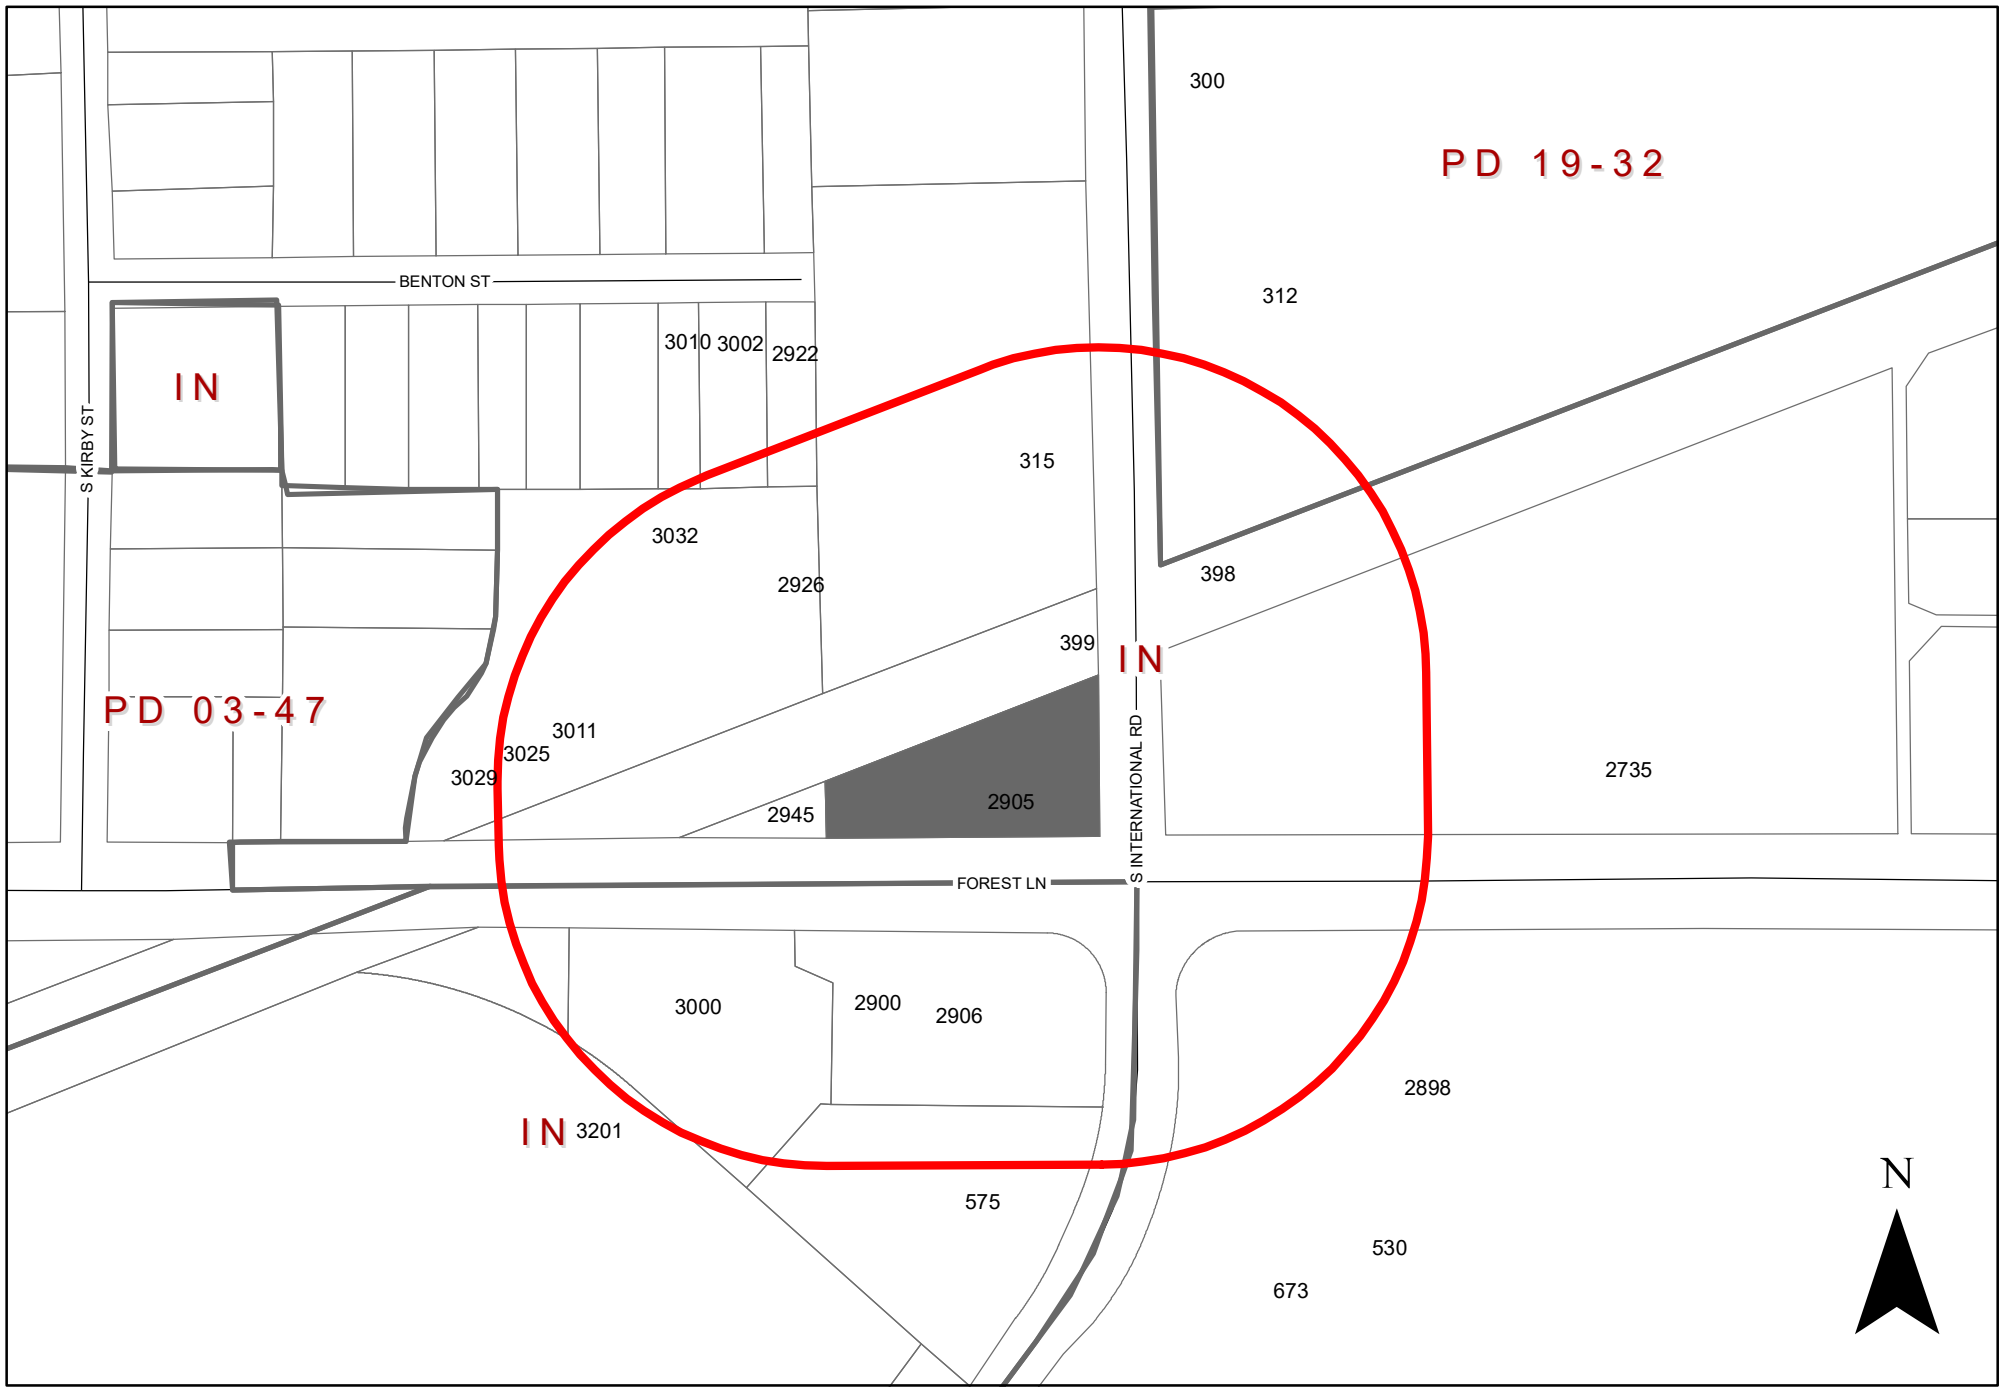 300
PD 19-32
BENTON ST
312
3010
3002
2922
IN
S KIRBY ST
315
3032
398
2926
399
IN
PD 03-47
3011
3025
3029
2735
2905
2945
S INTERNATIONAL RD
FOREST LN
3000
2900
2906
2898
IN
3201
N
575
530
673